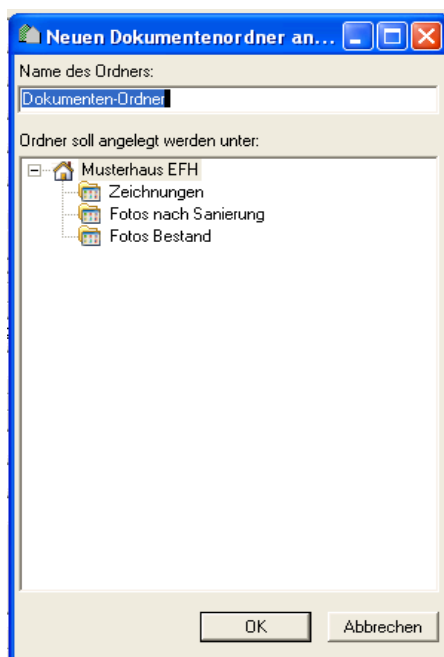 Neuen Dokumentenordner an...
Name des Ordners:
Dokumenten-Ordner
Ordner soll angelegt werden unter:
Musterhaus EFH
Zeichnungen
Fotos nach Sanierung
Fotos Bestand
OK Abbrechen